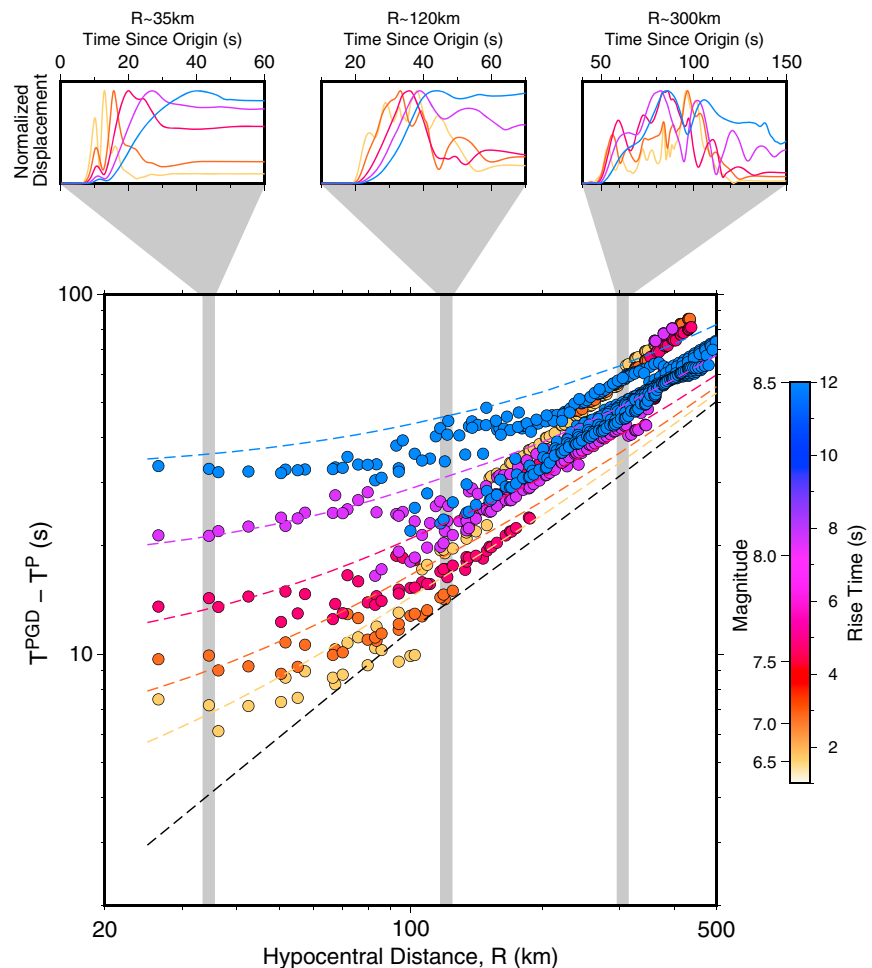 R~35km
Time Since Origin (s)
0 20 40 60
R~120km
Time Since Origin (s)
20 40 60
R~300km
Time Since Origin (s)
50 100 150
Normalized
Displacement
100
10
T^PGD – T^P (s)
20 100 500
Hypocentral Distance, R (km)
Magnitude
8.5
8.0
7.5
7.0
6.5
12
10
8
6
4
2
Rise Time (s)